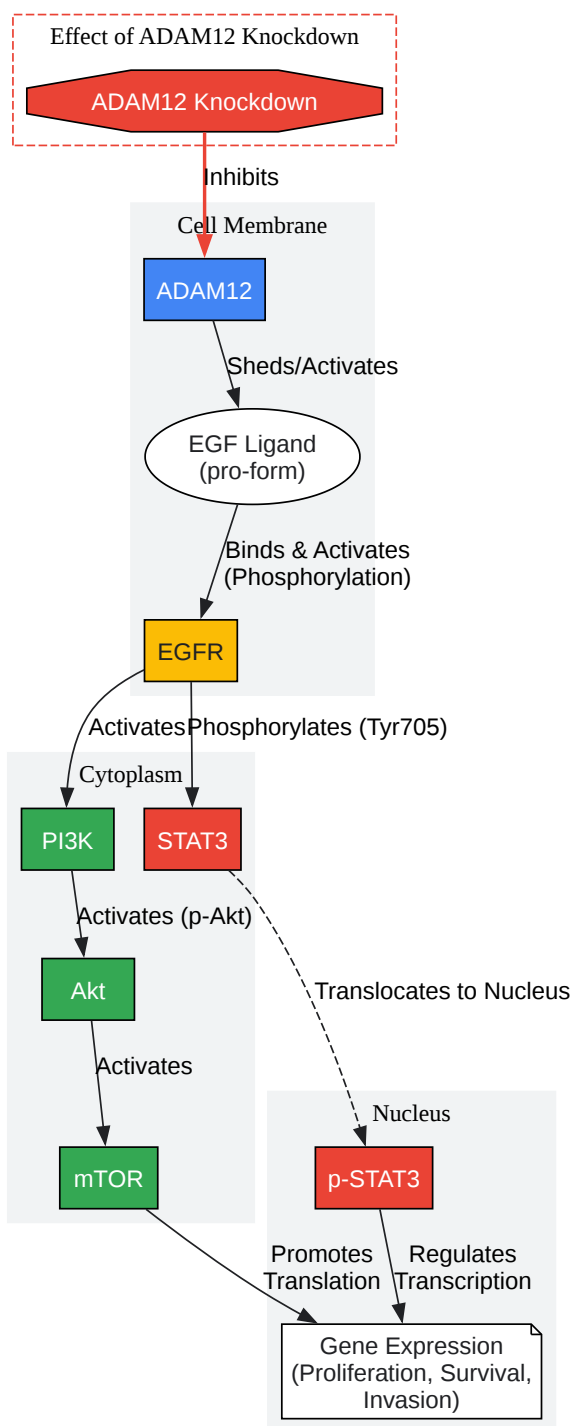 Effect of ADAM12 Knockdown
ADAM12 Knockdown
Inhibits
Cell Membrane
ADAM12
Sheds/Activates
EGF Ligand
(pro-form)
Binds & Activates
(Phosphorylation)
EGFR
Activates
Phosphorylates (Tyr705)
Cytoplasm
PI3K
STAT3
Activates (p-Akt)
Akt
Translocates to Nucleus
Activates
Nucleus
mTOR
p-STAT3
Promotes
Translation
Regulates
Transcription
Gene Expression
(Proliferation, Survival,
Invasion)